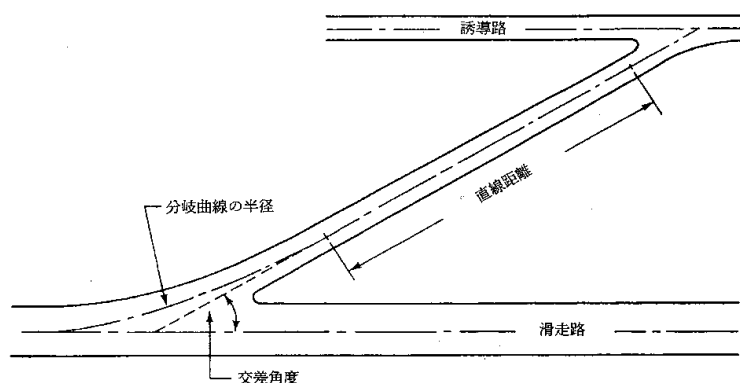 誘導路
直線距離
分岐曲線の半径
滑走路
交差角度